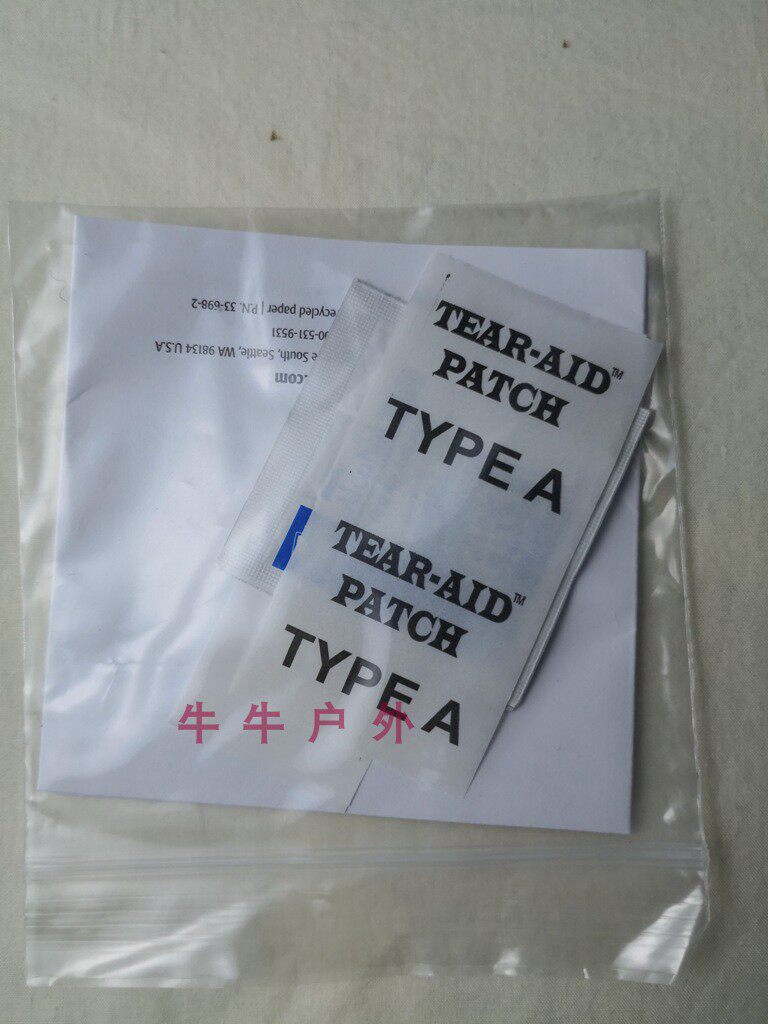 TEAR-AID™
PATCH
TYPE A
TEAR-AID™
PATCH
TYPE A
牛牛户外
.com
e South, Seattle, WA 98134 U.S.A
00-531-9531
ecycled paper | P.N. 33-698-2